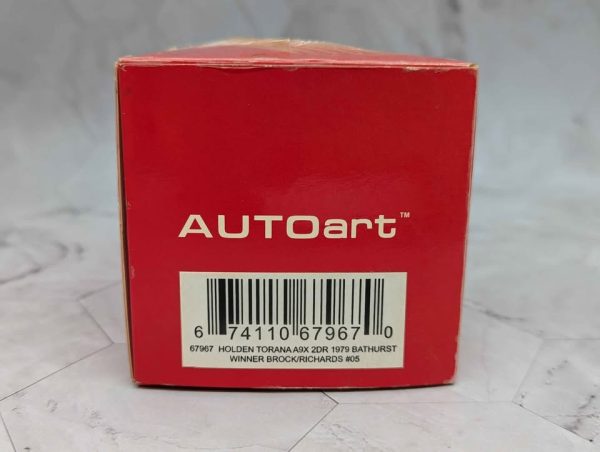 AUTOart™
6 74110 67967 0
67967 HOLDEN TORANA A9X 2DR 1979 BATHURST
WINNER BROCK/RICHARDS #05